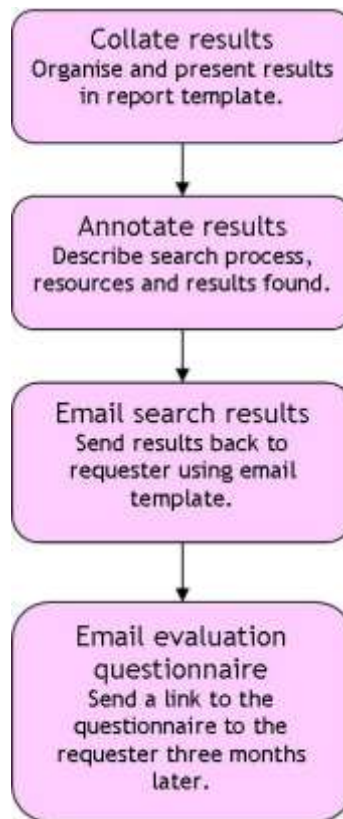 Collate results
Organise and present results
in report template.
Annotate results
Describe search process,
resources and results found.
Email search results
Send results back to
requester using email
template.
Email evaluation
questionnaire
Send a link to the
questionnaire to the
requester three months
later.